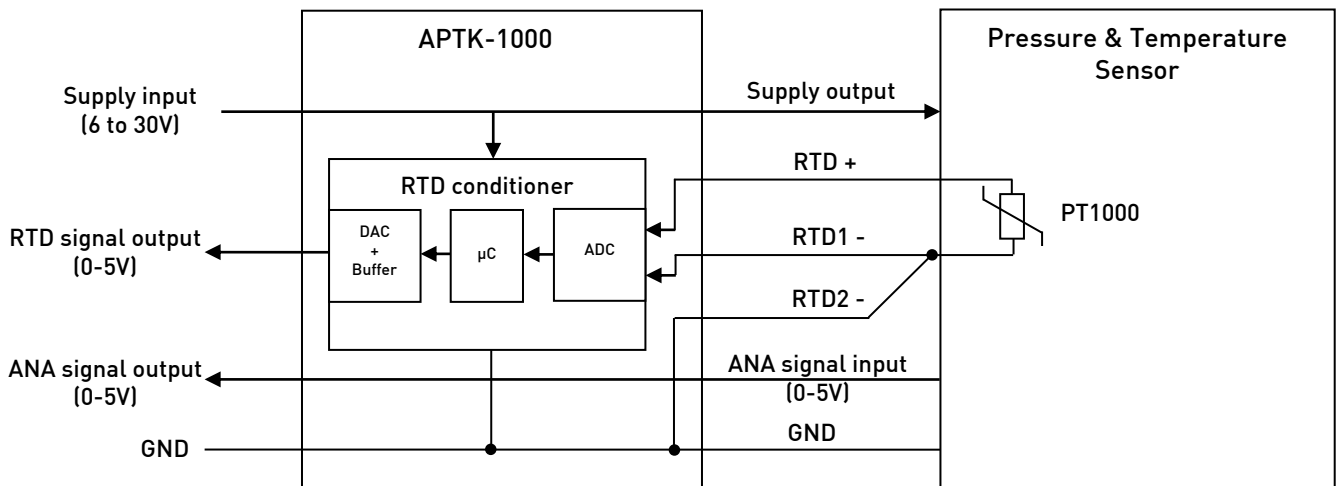 APTK-1000
Pressure & Temperature
Sensor
Supply input
(6 to 30V)
Supply output
RTD +
RTD conditioner
PT1000
DAC
+
Buffer
µC
ADC
RTD signal output
(0-5V)
RTD1 -
RTD2 -
ANA signal output
(0-5V)
ANA signal input
(0-5V)
GND
GND